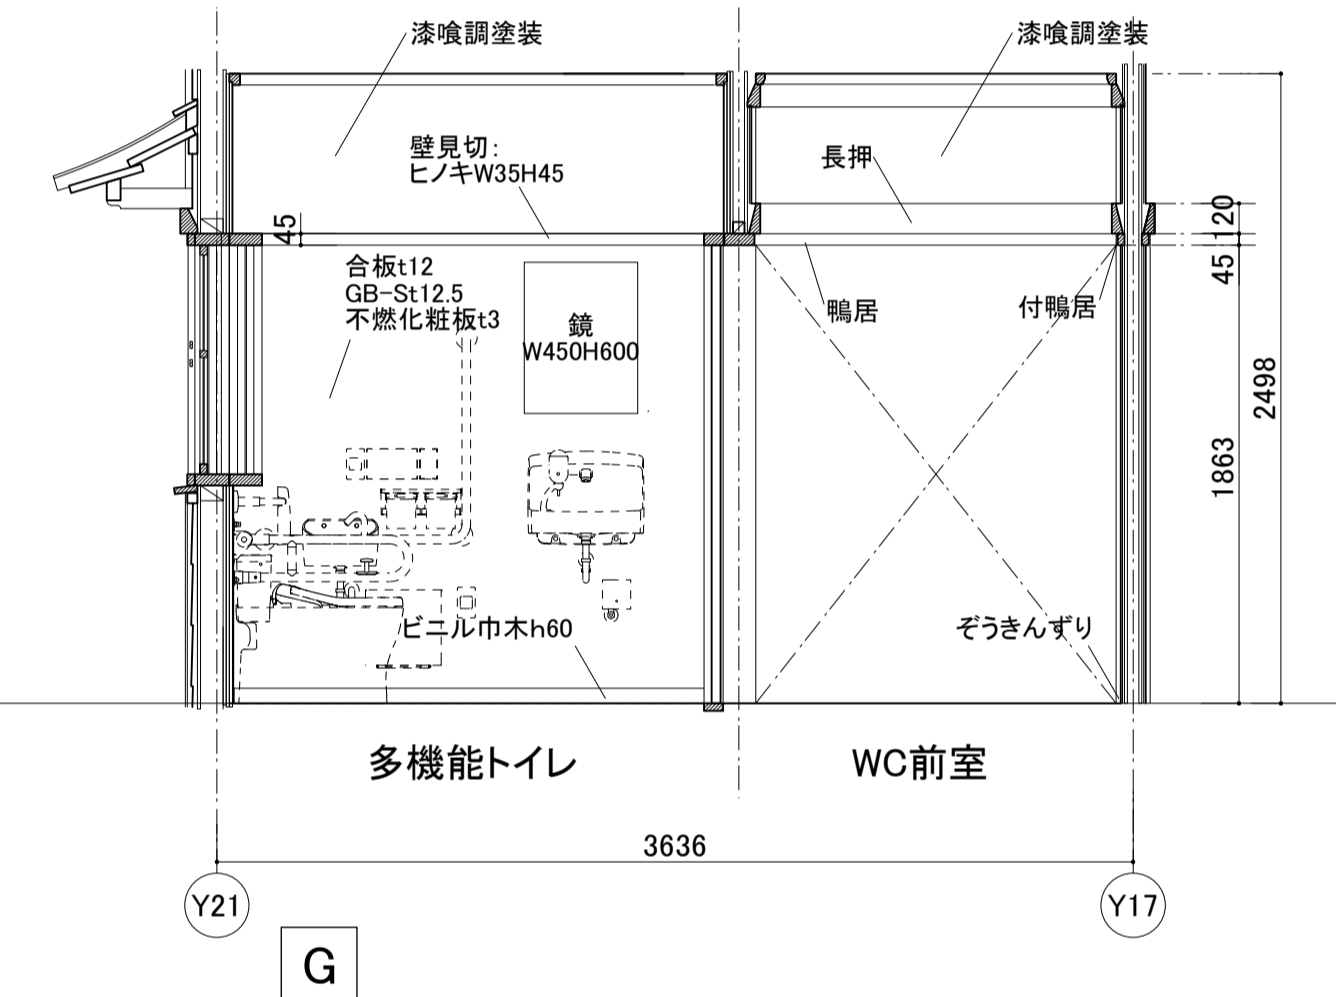 漆喰調塗装
漆喰調塗装
壁見切:
ヒノキW35H45
長押
120
45
45
合板t12
GB-St12.5
不燃化粧板t3
鏡
W450H600
鴨居
付鴨居
2498
1863
ビニル巾木h60
ぞうきんずり
多機能トイレ
WC前室
3636
Y21
Y17
G